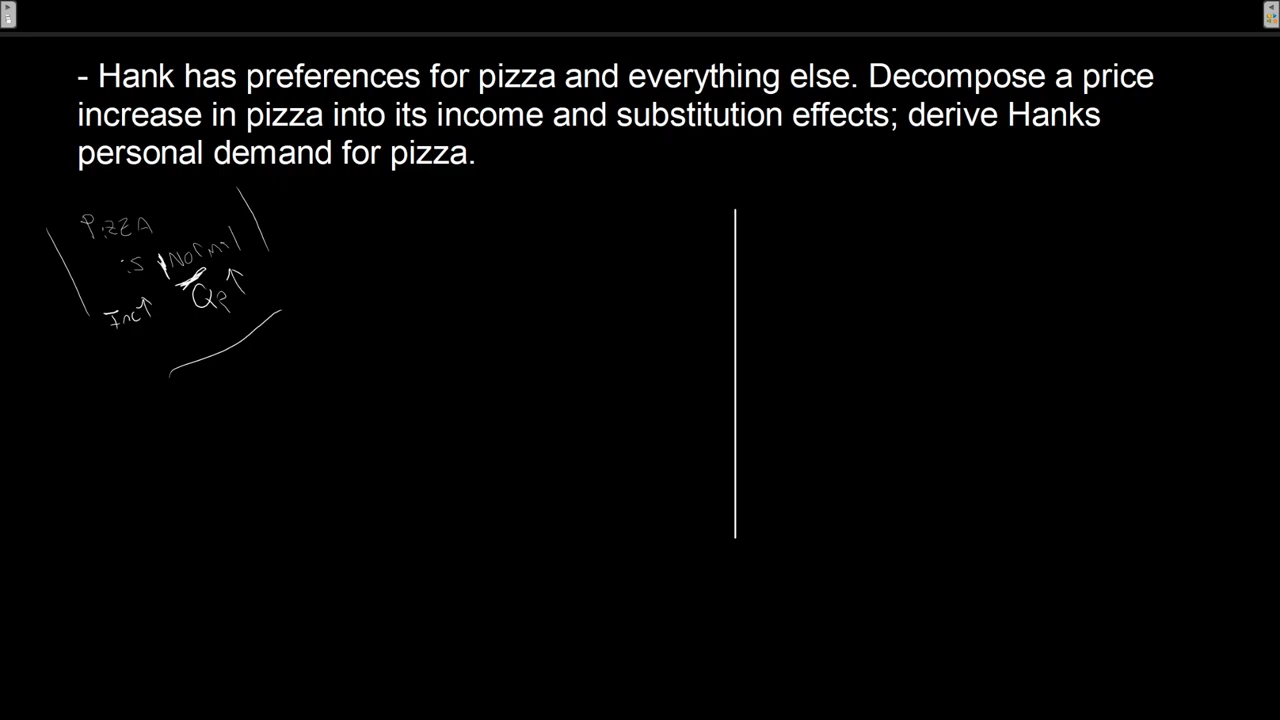 - Hank has preferences for pizza and everything else. Decompose a price
increase in pizza into its income and substitution effects; derive Hanks
personal demand for pizza.
PizzA
is Normal
Inc↑ Qp↑